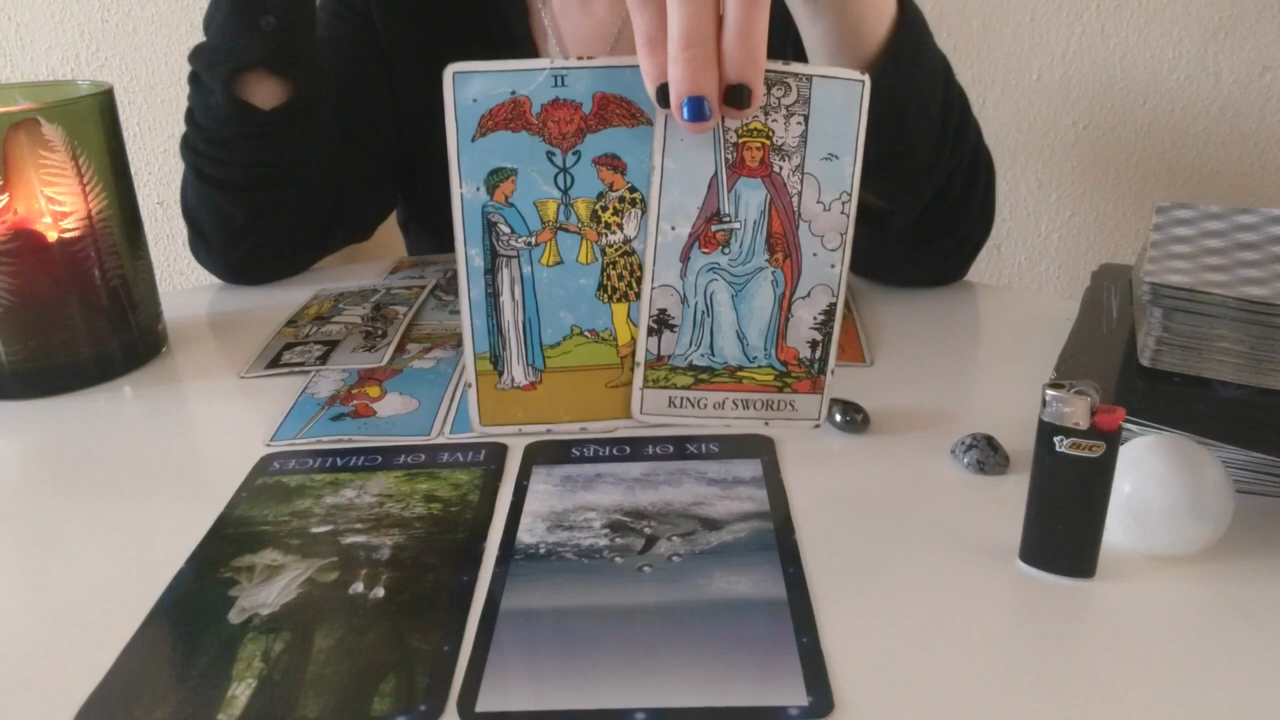 II
KING of SWORDS.
FIVE OF CHALICES
SIX OF ORBS
BiC